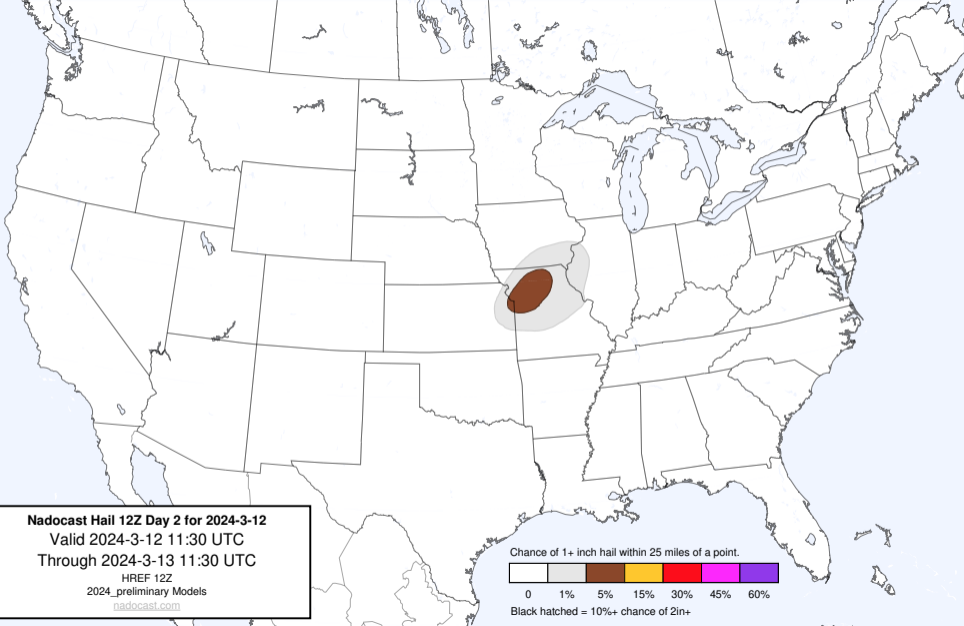 Nadocast Hail 12Z Day 2 for 2024-3-12
Valid 2024-3-12 11:30 UTC
Through 2024-3-13 11:30 UTC
HREF 12Z
2024_preliminary Models
nadocast.com
Chance of 1+ inch hail within 25 miles of a point.
0 1% 5% 15% 30% 45% 60%
Black hatched = 10%+ chance of 2in+